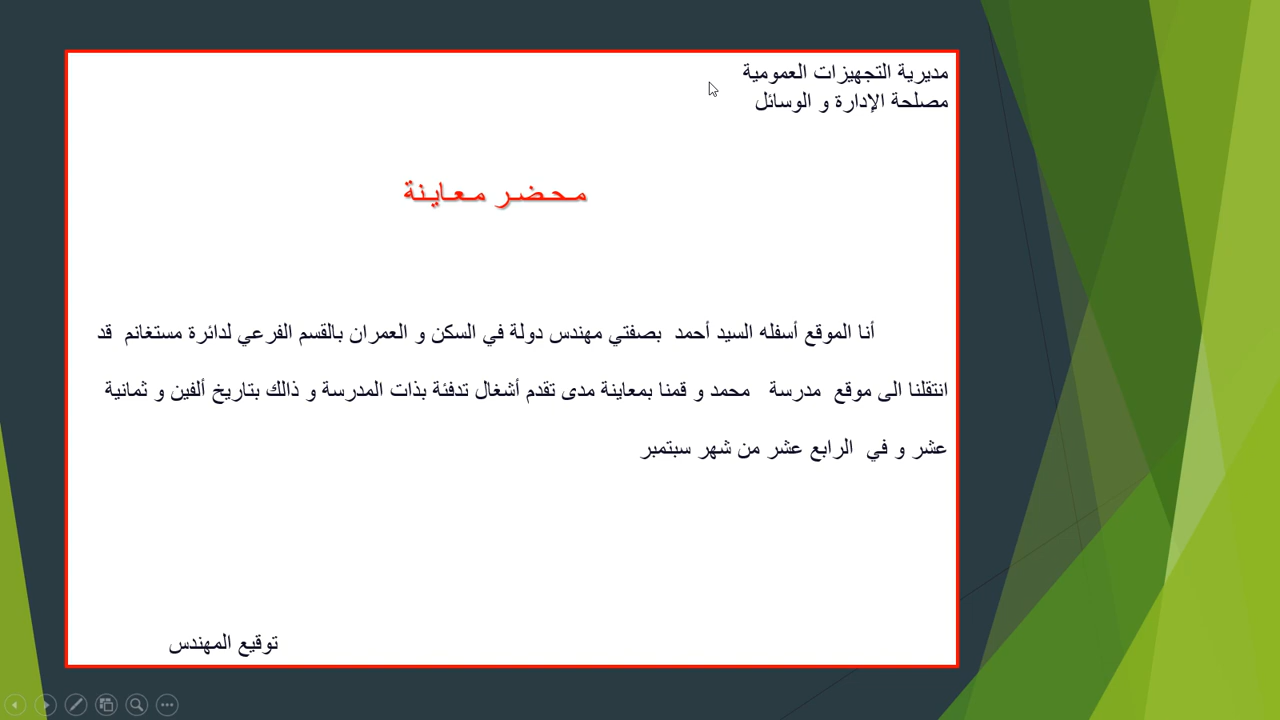 مديرية التجهيزات العمومية
مصلحة الإدارة و الوسائل
مـحـضـر مـعـايـنة
أنا الموقع أسفله السيد أحمد بصفتي مهندس دولة في السكن و العمران بالقسم الفرعي لدائرة مستغانم قد
انتقلنا الى موقع مدرسة محمد و قمنا بمعاينة مدى تقدم أشغال تدفئة بذات المدرسة و ذالك بتاريخ ألفين و ثمانية
عشر و في الرابع عشر من شهر سبتمبر
توقيع المهندس